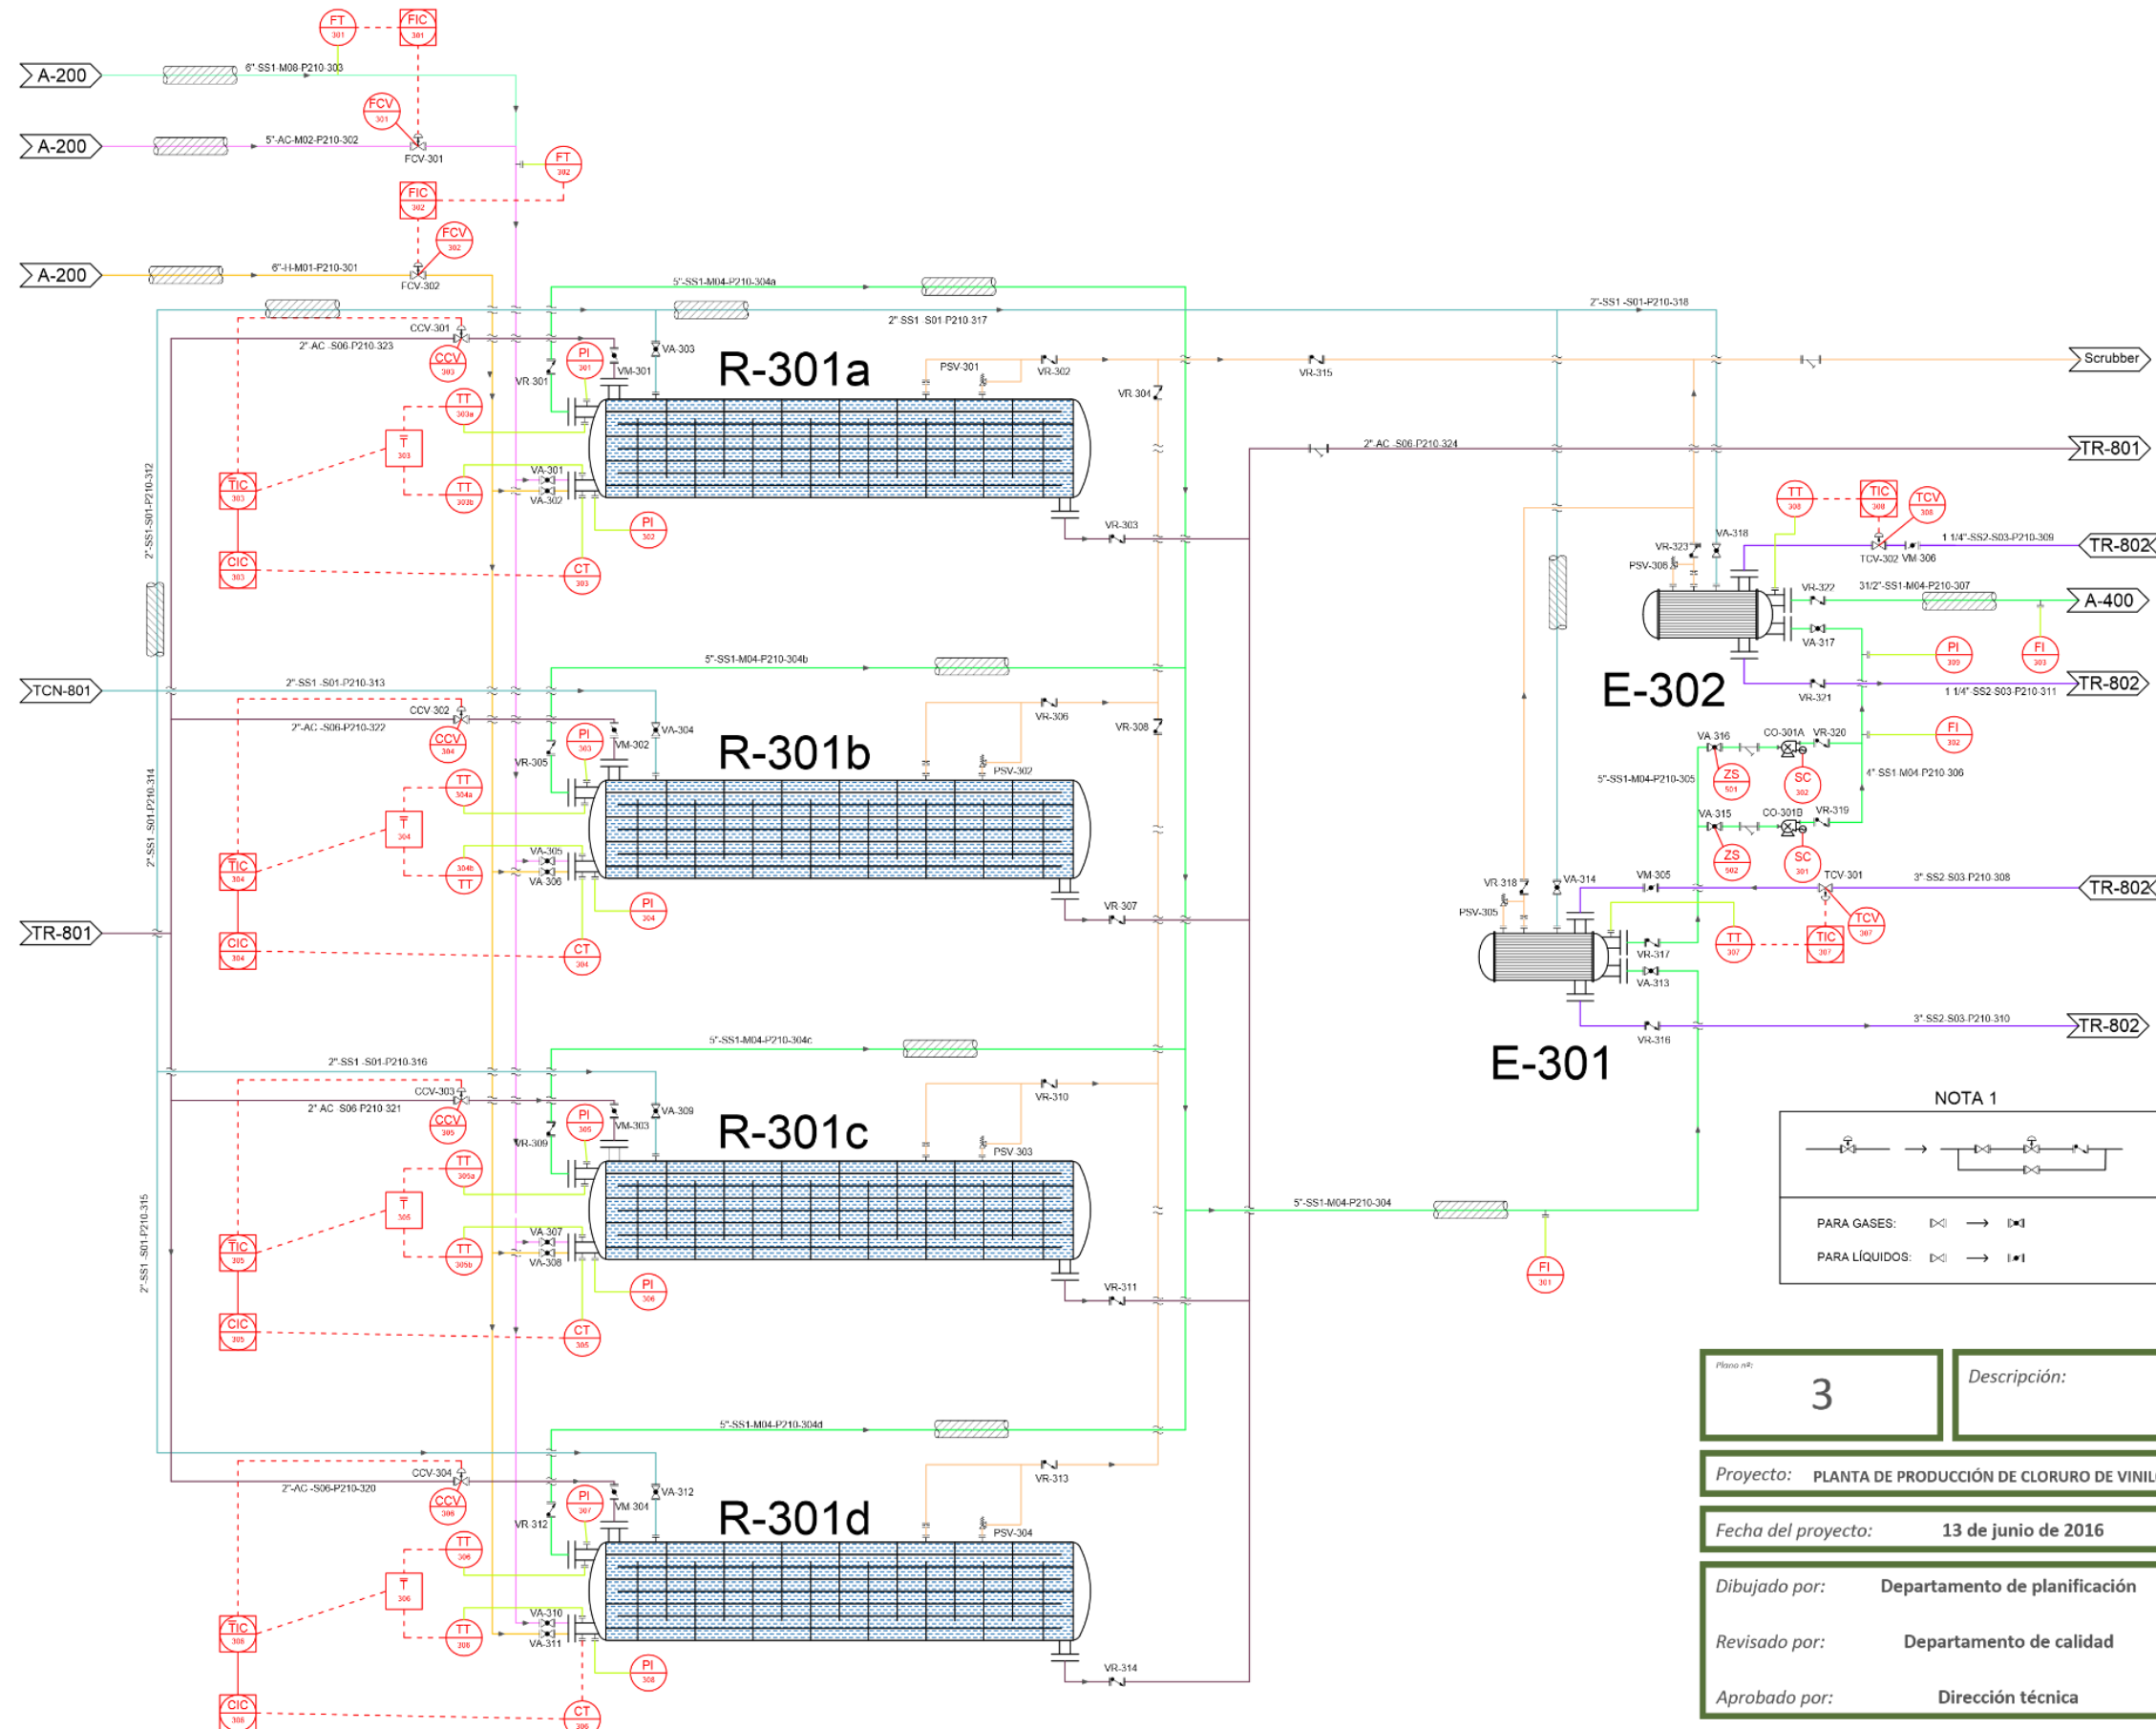 FT
301
FIC
301
A-200
6"-SS1-M08-P210-303
FCV
301
A-200
5"-AC-M02-P210-302
FCV-301
FT
302
FIC
302
FCV
302
A-200
6"-H-M01-P210-301
FCV-302
5"-SS1-M04-P210-304a
2"-SS1 -S01-P210-318
2" SS1 S01 P210-317
CCV-301
2"-AC -S06-P210-323
CCV
303
PI
301
VM-301
VA-303
R-301a
PSV-301
VR-302
VR-315
Scrubber
VR 301
TT
303a
VR 304
T
303
2"-AC -S06-P210-324
TR-801
2"-SS1-S01-P210-312
TIC
303
TT
303b
VA-301
VA-302
PI
302
VR-303
CIC
303
CT
303
TT
308
TIC
308
TCV
308
VA-318
VR-323
PSV-306
TCV-302
VM-306
1 1/4"-SS2-S03-P210-309
TR-802
VR-322
31/2"-SS1-M04-P210-307
A-400
VA-317
PI
309
FI
303
E-302
VR-321
1 1/4"-SS2-S03-P210-311
TR-802
5"-SS1-M04-P210-304b
TCN-801
2"-SS1 -S01-P210-313
CCV-302
2"-AC -S06-P210-322
CCV
304
PI
303
VM-302
VA-304
R-301b
PSV-302
VR-306
VR-308
VR-305
TT
304a
T
304
2"-SS1 -S01-P210-314
TIC
304
304b
TT
VA-305
VA-306
PI
304
VR 307
CIC
304
CT
304
TR-801
FI
302
VA 316
CO-301A
VR-320
ZS
501
SC
302
5"-SS1-M04-P210-305
4" SS1 M04 P210 306
VA-315
CO-301B
VR-319
ZS
502
SC
301
VR-318
VA-314
VM-305
TCV-301
3"-SS2 S03-P210-308
TR-802
PSV-305
TCV
307
TT
307
TIC
307
VR-317
VA-313
3"-SS2-S03-P210-310
TR-802
VR-316
E-301
5"-SS1-M04-P210-304c
2"-SS1 -S01-P210-316
CCV-303
2" AC S06 P210 321
CCV
305
VM-303
VA-309
R-301c
PSV 303
VR-310
VR-309
TT
305a
T
305
TIC
305
TT
305b
VA-307
VA-308
PI
306
VR-311
CIC
305
CT
305
2"-SS1 -S01-P210-315
5"-SS1-M04-P210-304
FI
301
NOTA 1
PARA GASES:
PARA LÍQUIDOS:
5"-SS1-M04-P210-304d
CCV-304
2"-AC -S06-P210-320
CCV
306
PI
307
VM 304
VA-312
R-301d
PSV-304
VR-313
VR 312
TT
306
T
306
TIC
306
TT
306
VA-310
VA-311
PI
308
VR-314
CIC
306
CT
306
Plano nº:
3
Descripción:
Proyecto: PLANTA DE PRODUCCIÓN DE CLORURO DE VINIL
Fecha del proyecto: 13 de junio de 2016
Dibujado por: Departamento de planificación
Revisado por: Departamento de calidad
Aprobado por: Dirección técnica